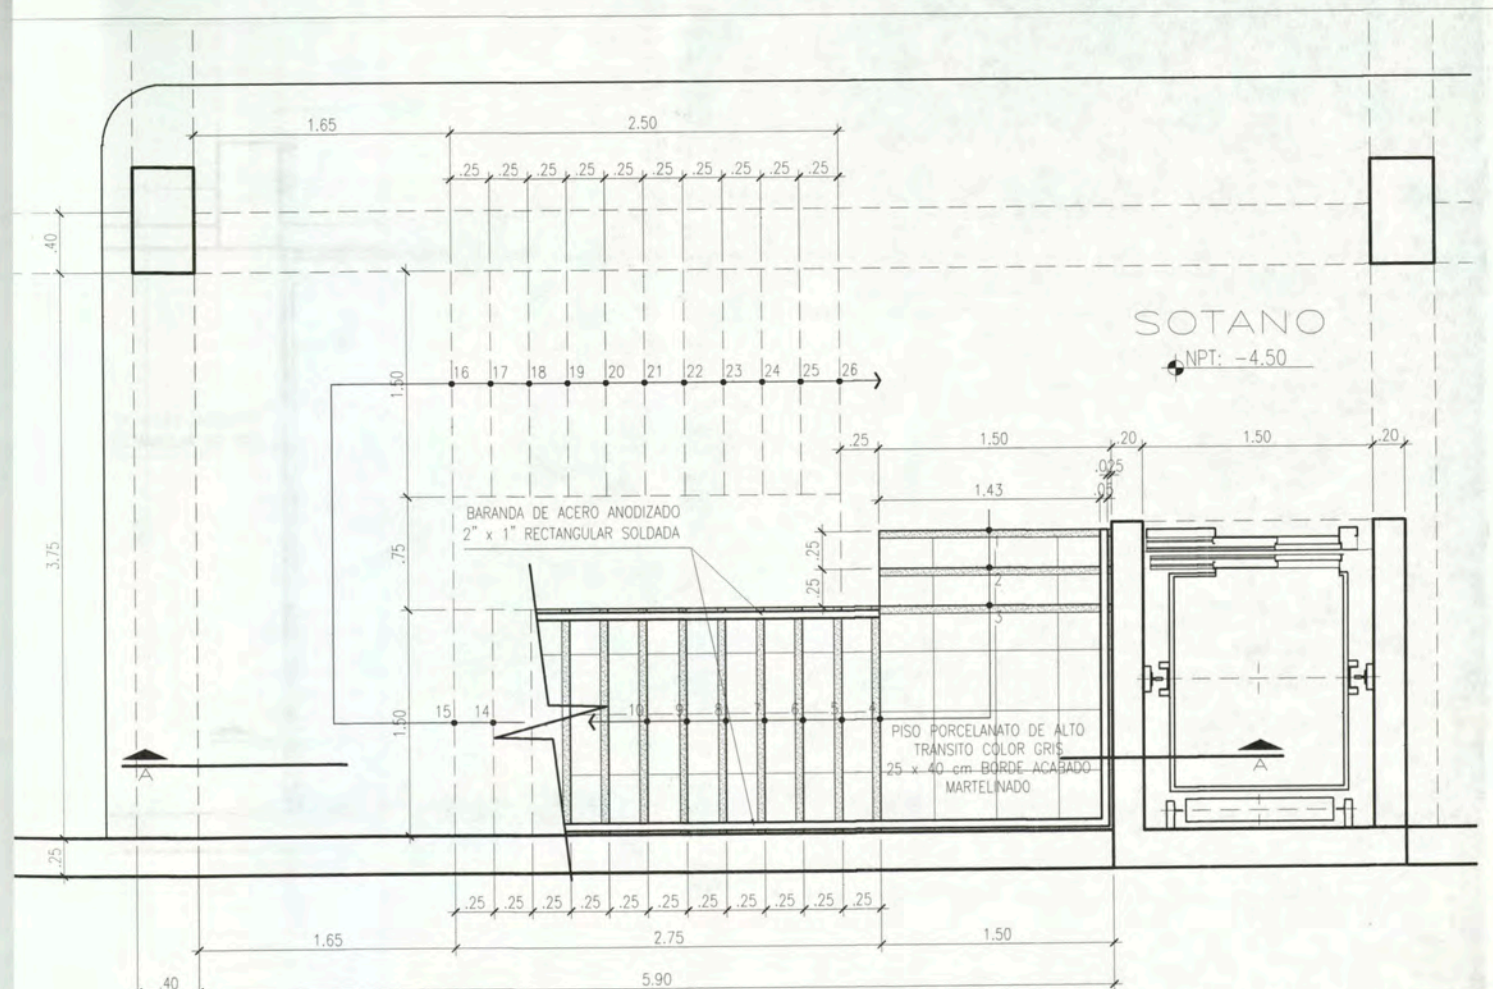 1.65 2.50
.25 .25 .25 .25 .25 .25 .25 .25 .25 .25
.40
SOTANO
NPT: -4.50
16 17 18 19 20 21 22 23 24 25 26
1.50
.25 1.50 .20 1.50 .20
.025
1.43 .05
BARANDA DE ACERO ANODIZADO
2" x 1" RECTANGULAR SOLDADA
3.75
.75
.25
.25
1
2
3
1.50
15 14 10 9 8 7 6 5 4
PISO PORCELANATO DE ALTO
TRANSITO COLOR GRIS
25 x 40 cm BORDE ACABADO
MARTELINADO
A A
.25
.25 .25 .25 .25 .25 .25 .25 .25 .25 .25 .25
1.65 2.75 1.50
.40 5.90